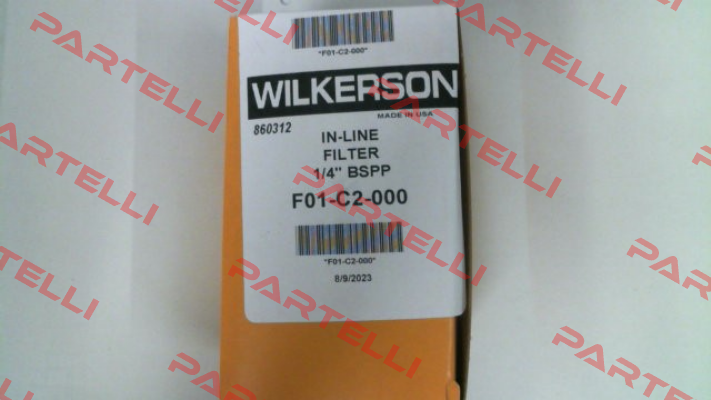 "F01-C2-000"
WILKERSON
MADE IN USA
860312
IN-LINE
FILTER
1/4" BSPP
F01-C2-000
"F01-C2-000"
8/9/2023
PARTELLI
PARTELLI
PARTELLI
PARTELLI
PARTELLI
PARTELLI
PARTELLI
PARTELLI